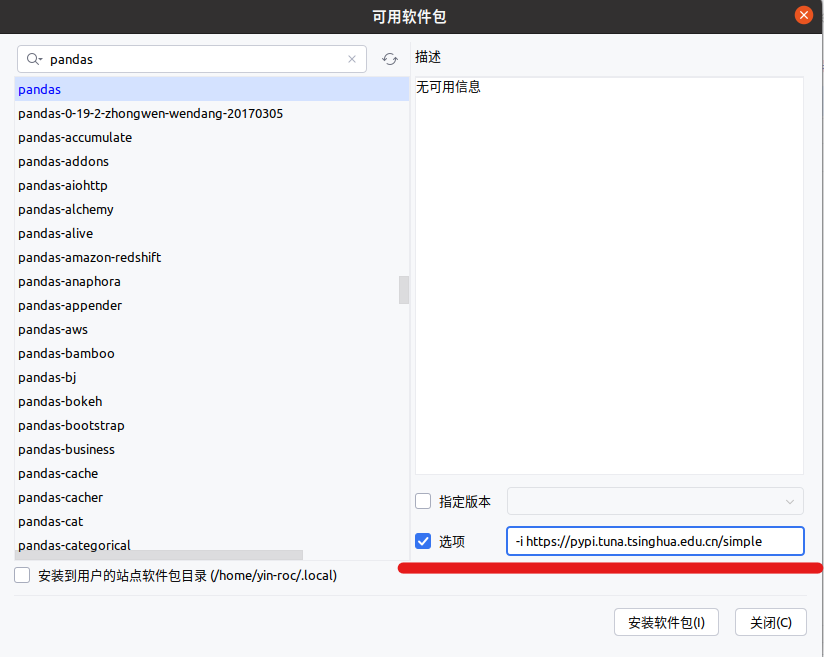 可用软件包
pandas
描述
pandas
pandas-0-19-2-zhongwen-wendang-20170305
pandas-accumulate
pandas-addons
pandas-aiohttp
pandas-alchemy
pandas-alive
pandas-amazon-redshift
pandas-anaphora
pandas-appender
pandas-aws
pandas-bamboo
pandas-bj
pandas-bokeh
pandas-bootstrap
pandas-business
pandas-cache
pandas-cacher
pandas-cat
pandas-categorical
无可用信息
指定版本
选项 -i https://pypi.tuna.tsinghua.edu.cn/simple
安装到用户的站点软件包目录 (/home/yin-roc/.local)
安装软件包(I) 关闭(C)